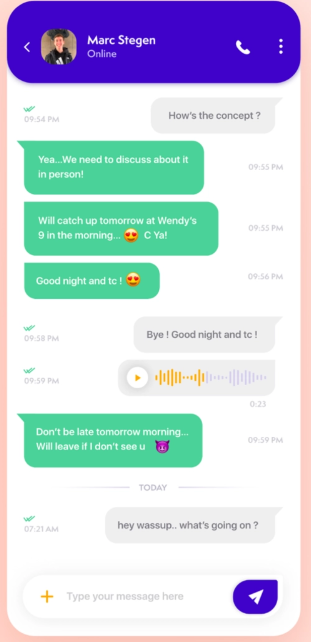 Marc Stegen
Online
How's the concept ?
09:54 PM
Yea...We need to discuss about it
in person!
09:55 PM
Will catch up tomorrow at Wendy's
9 in the morning... 😍 C Ya!
09:55 PM
Good night and tc ! 😍
09:56 PM
Bye ! Good night and tc !
09:58 PM
09:59 PM
0:23
Don't be late tomorrow morning...
Will leave if I don't see u 😈
09:59 PM
TODAY
hey wassup.. what's going on ?
07:21 AM
Type your message here